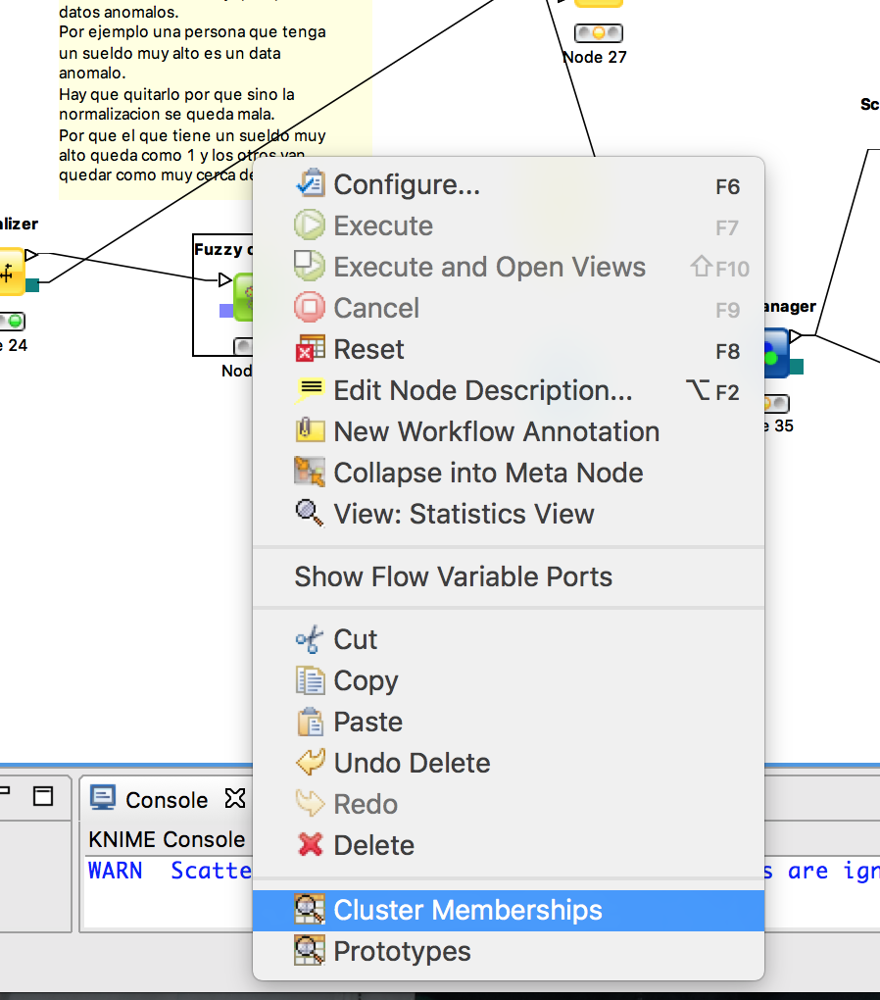 datos anomalos.
Por ejemplo una persona que tenga
un sueldo muy alto es un data
anomalo.
Hay que quitarlo por que sino la
normalizacion se queda mala.
Por que el que tiene un sueldo muy
alto queda como 1 y los otros van
quedar como muy cerca de
Node 27
Sc
alizer
24
Fuzzy c
Nod
anager
35
Configure... F6
Execute F7
Execute and Open Views ⇧F10
Cancel F9
Reset F8
Edit Node Description... ⌥F2
New Workflow Annotation
Collapse into Meta Node
View: Statistics View
Show Flow Variable Ports
Cut
Copy
Paste
Undo Delete
Redo
Delete
Cluster Memberships
Prototypes
Console
KNIME Console
WARN Scatte
s are ign